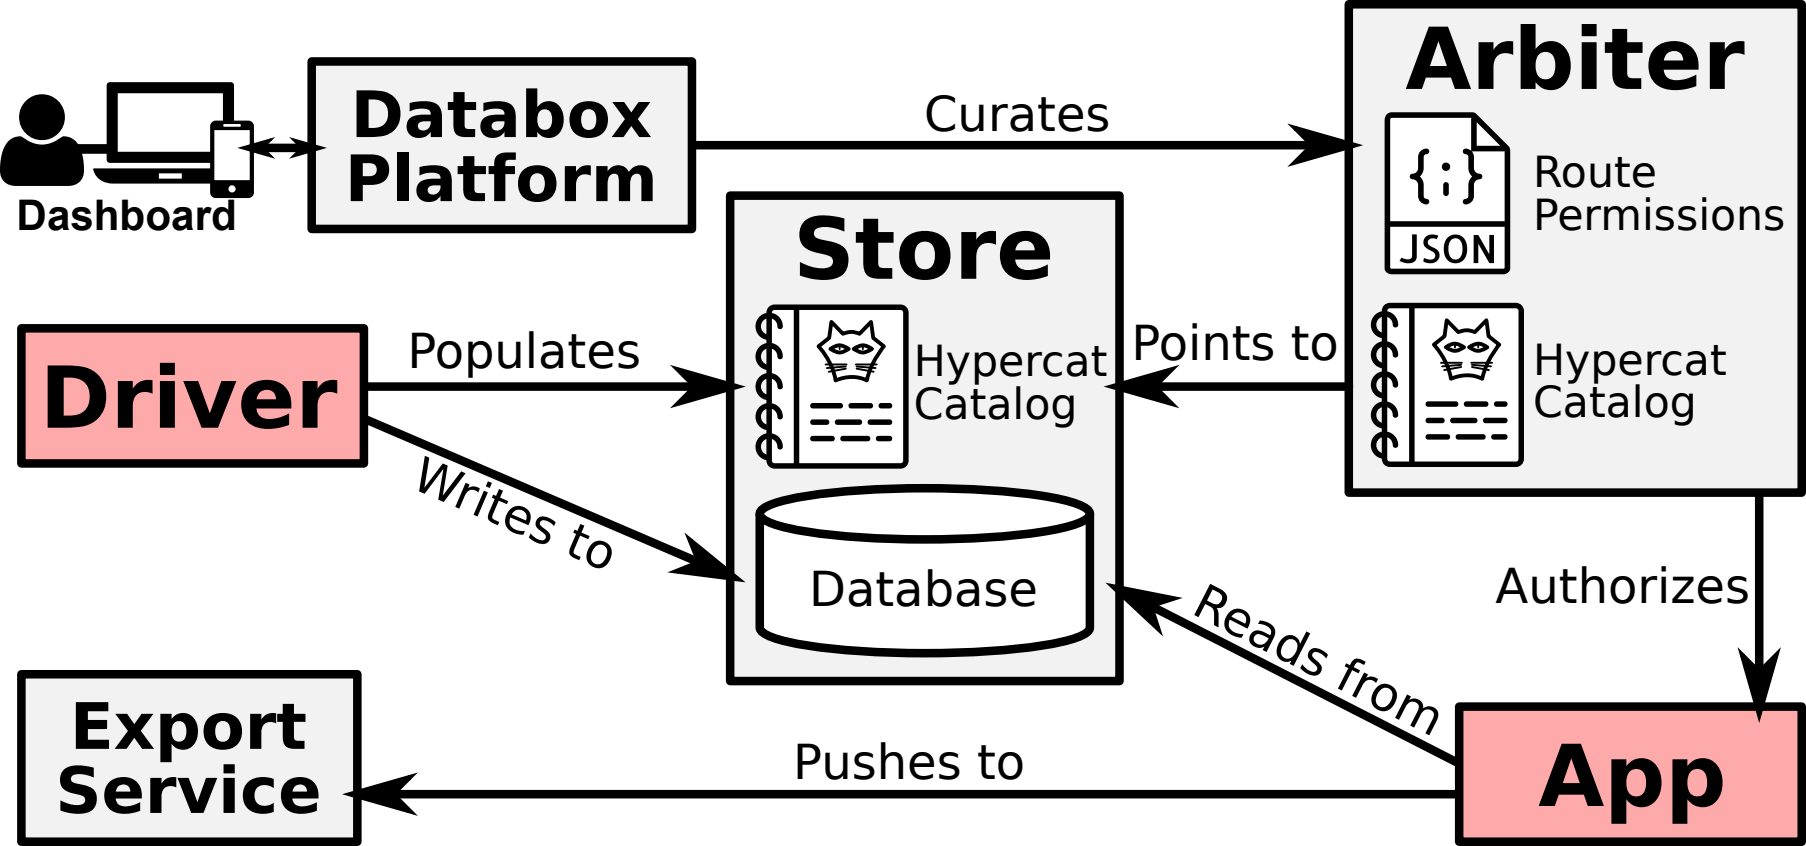 Dashboard
Databox
Platform
Curates
Arbiter
{;}
JSON
Route
Permissions
Hypercat
Catalog
Store
Hypercat
Catalog
Database
Points to
Driver
Populates
Writes to
Reads from
Authorizes
Export
Service
Pushes to
App